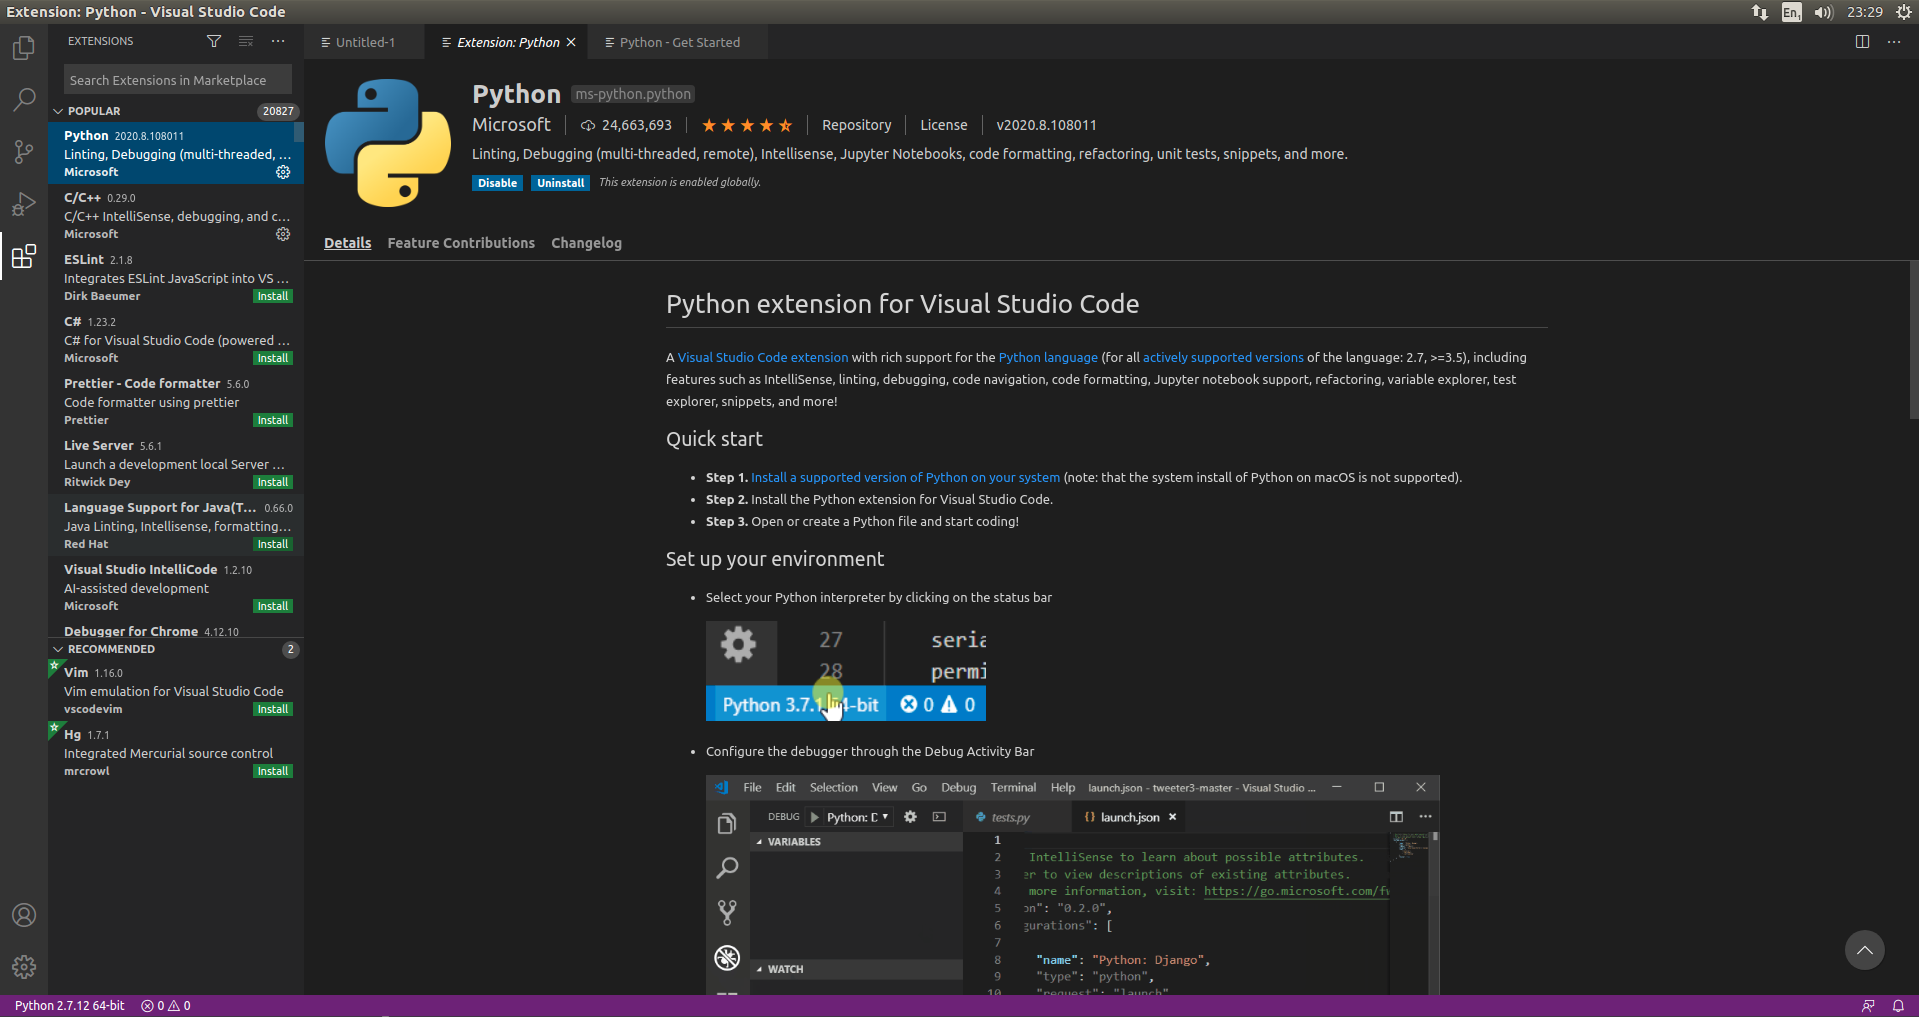 Extension: Python - Visual Studio Code
En₁
23:29
EXTENSIONS
Search Extensions in Marketplace
POPULAR
20827
Python 2020.8.108011
Linting, Debugging (multi-threaded, ...
Microsoft
C/C++ 0.29.0
C/C++ IntelliSense, debugging, and c...
Microsoft
ESLint 2.1.8
Integrates ESLint JavaScript into VS ...
Dirk Baeumer
Install
C# 1.23.2
C# for Visual Studio Code (powered ...
Microsoft
Install
Prettier - Code formatter 5.6.0
Code formatter using prettier
Prettier
Install
Live Server 5.6.1
Launch a development local Server ...
Ritwick Dey
Install
Language Support for Java(T... 0.66.0
Java Linting, Intellisense, formatting...
Red Hat
Install
Visual Studio IntelliCode 1.2.10
AI-assisted development
Microsoft
Install
Debugger for Chrome 4.12.10
RECOMMENDED
2
Vim 1.16.0
Vim emulation for Visual Studio Code
vscodevim
Install
Hg 1.7.1
Integrated Mercurial source control
mrcrowl
Install
Untitled-1
Extension: Python
Python - Get Started
Python ms-python.python
Microsoft 24,663,693 Repository License v2020.8.108011
Linting, Debugging (multi-threaded, remote), Intellisense, Jupyter Notebooks, code formatting, refactoring, unit tests, snippets, and more.
Disable Uninstall This extension is enabled globally.
Details Feature Contributions Changelog
Python extension for Visual Studio Code
A Visual Studio Code extension with rich support for the Python language (for all actively supported versions of the language: 2.7, >=3.5), including
features such as IntelliSense, linting, debugging, code navigation, code formatting, Jupyter notebook support, refactoring, variable explorer, test
explorer, snippets, and more!
Quick start
• Step 1. Install a supported version of Python on your system (note: that the system install of Python on macOS is not supported).
• Step 2. Install the Python extension for Visual Studio Code.
• Step 3. Open or create a Python file and start coding!
Set up your environment
• Select your Python interpreter by clicking on the status bar
27 seria
28 permi
Python 3.7.1 4-bit 0 0
• Configure the debugger through the Debug Activity Bar
File Edit Selection View Go Debug Terminal Help launch.json - tweeter3-master - Visual Studio ...
DEBUG Python: D
tests.py
{} launch.json
VARIABLES
WATCH
1
2 IntelliSense to learn about possible attributes.
3 er to view descriptions of existing attributes.
4 more information, visit: https://go.microsoft.com/fw
5 on": "0.2.0",
6 gurations": [
7
8 "name": "Python: Django",
9 "type": "python",
10 "request": "launch"
Python 2.7.12 64-bit 0 0